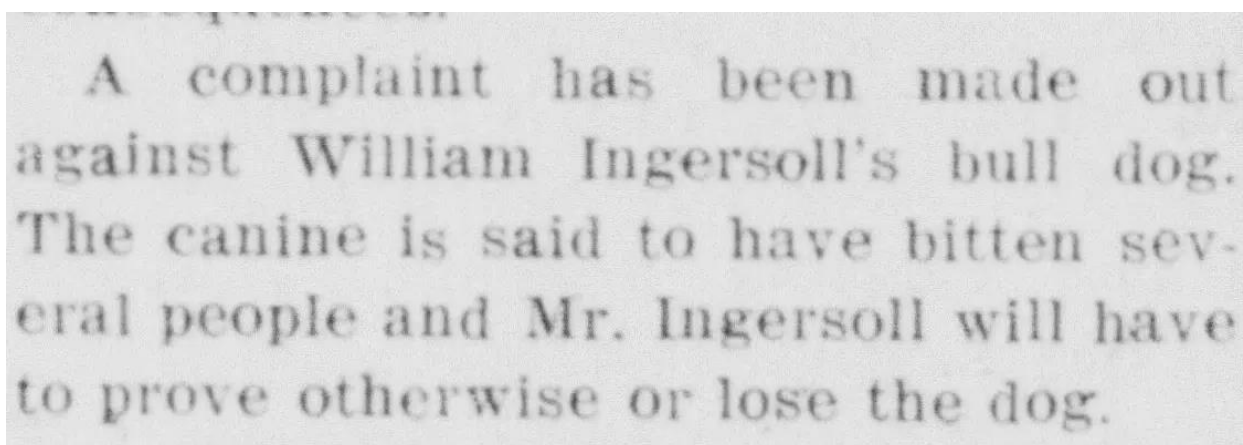 A complaint has been made out
against William Ingersoll's bull dog.
The canine is said to have bitten sev-
eral people and Mr. Ingersoll will have
to prove otherwise or lose the dog.